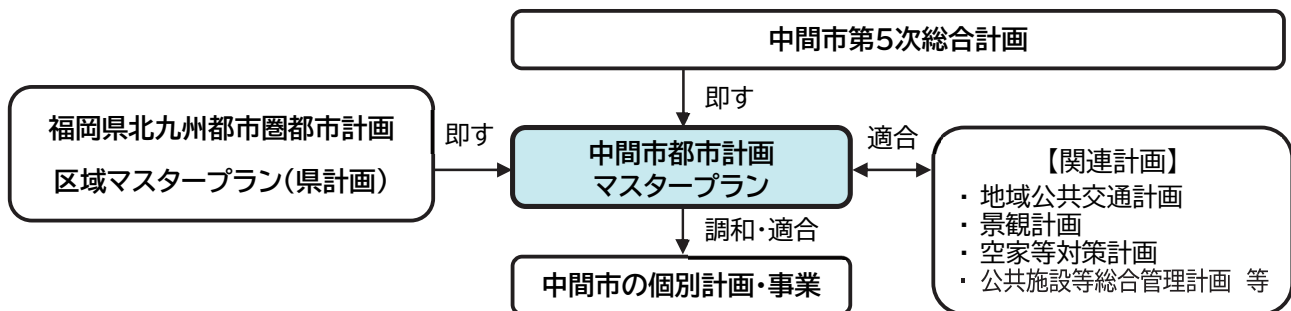 中間市第5次総合計画
即す
福岡県北九州都市圏都市計画
区域マスタープラン(県計画)
即す
中間市都市計画
マスタープラン
適合
【関連計画】
・ 地域公共交通計画
・ 景観計画
・ 空家等対策計画
・ 公共施設等総合管理計画 等
調和・適合
中間市の個別計画・事業